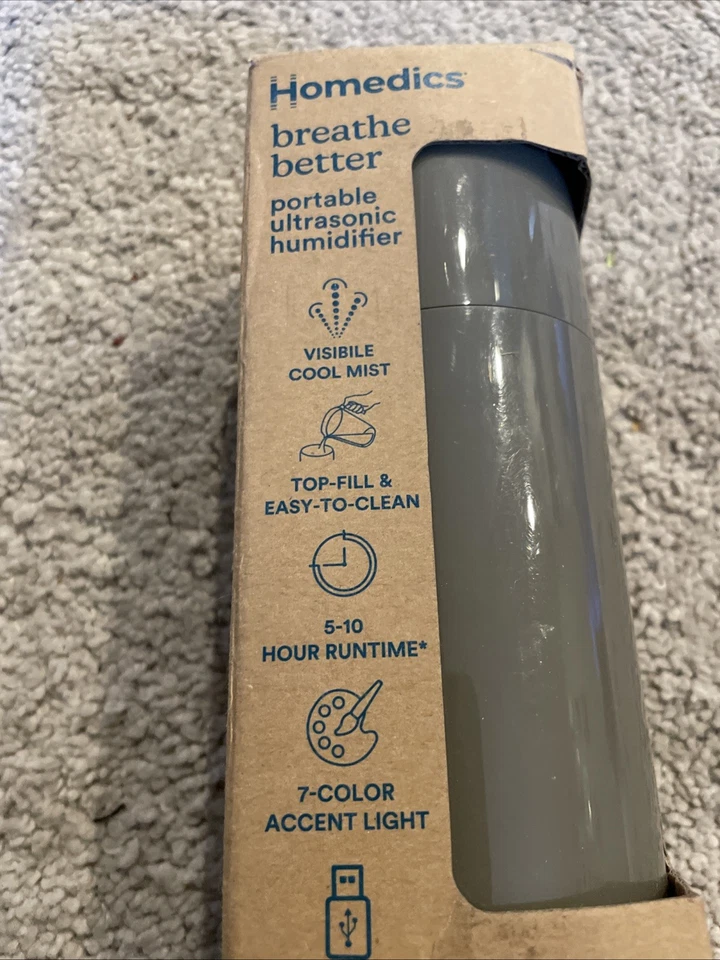 Homedics
breathe
better
portable
ultrasonic
humidifier
VISIBILE
COOL MIST
TOP-FILL &
EASY-TO-CLEAN
5-10
HOUR RUNTIME*
7-COLOR
ACCENT LIGHT